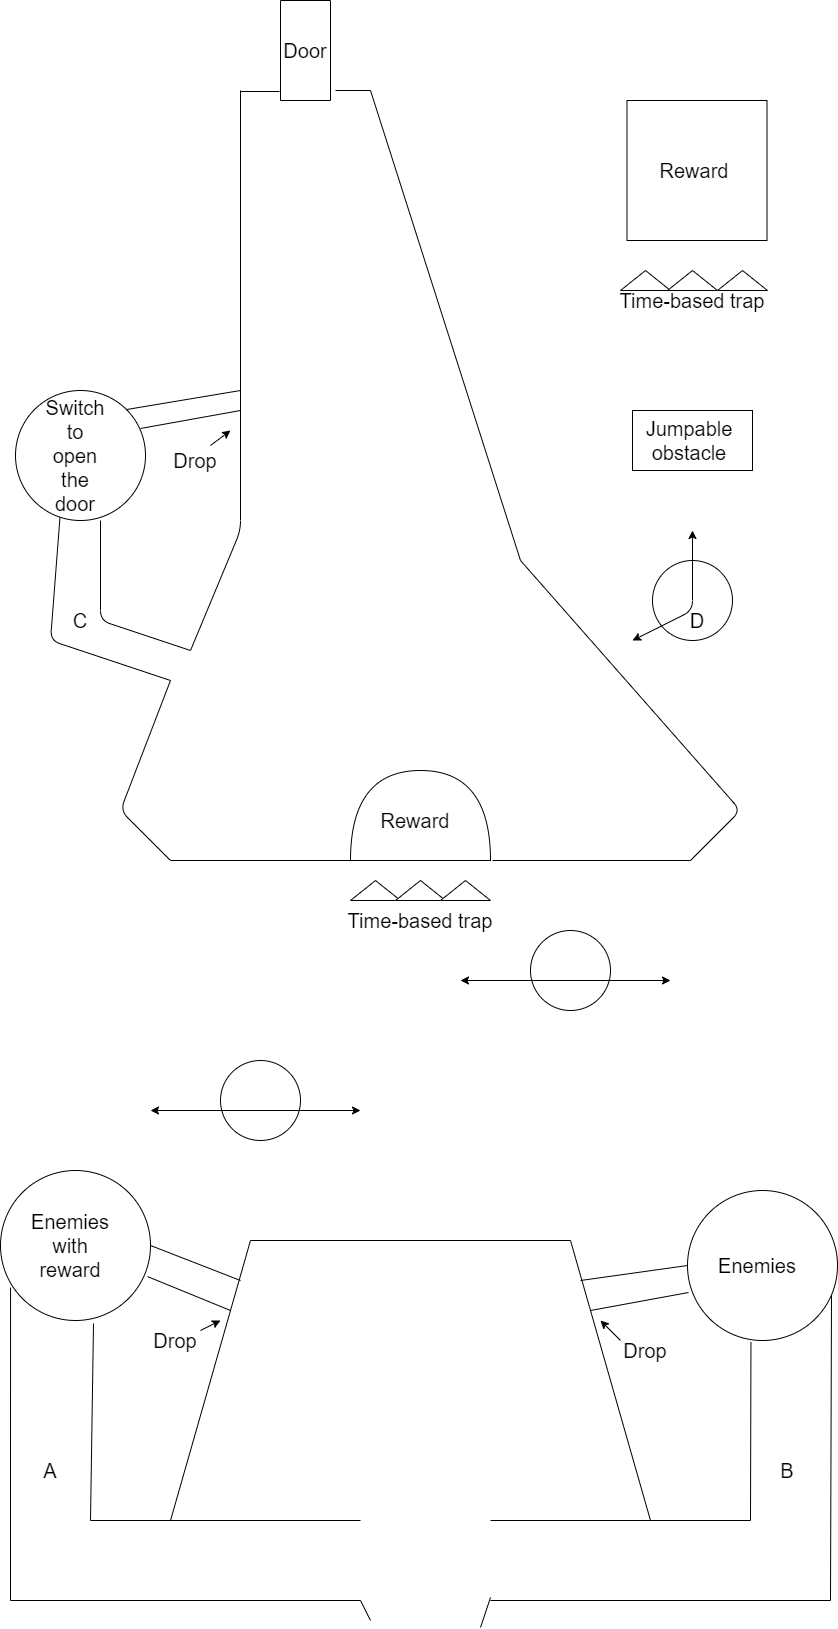 Door
Reward
Time-based trap
Switch
to
open
the
door
Drop
Jumpable
obstacle
C
D
Reward
Time-based trap
Enemies
with
reward
Enemies
Drop
Drop
A
B